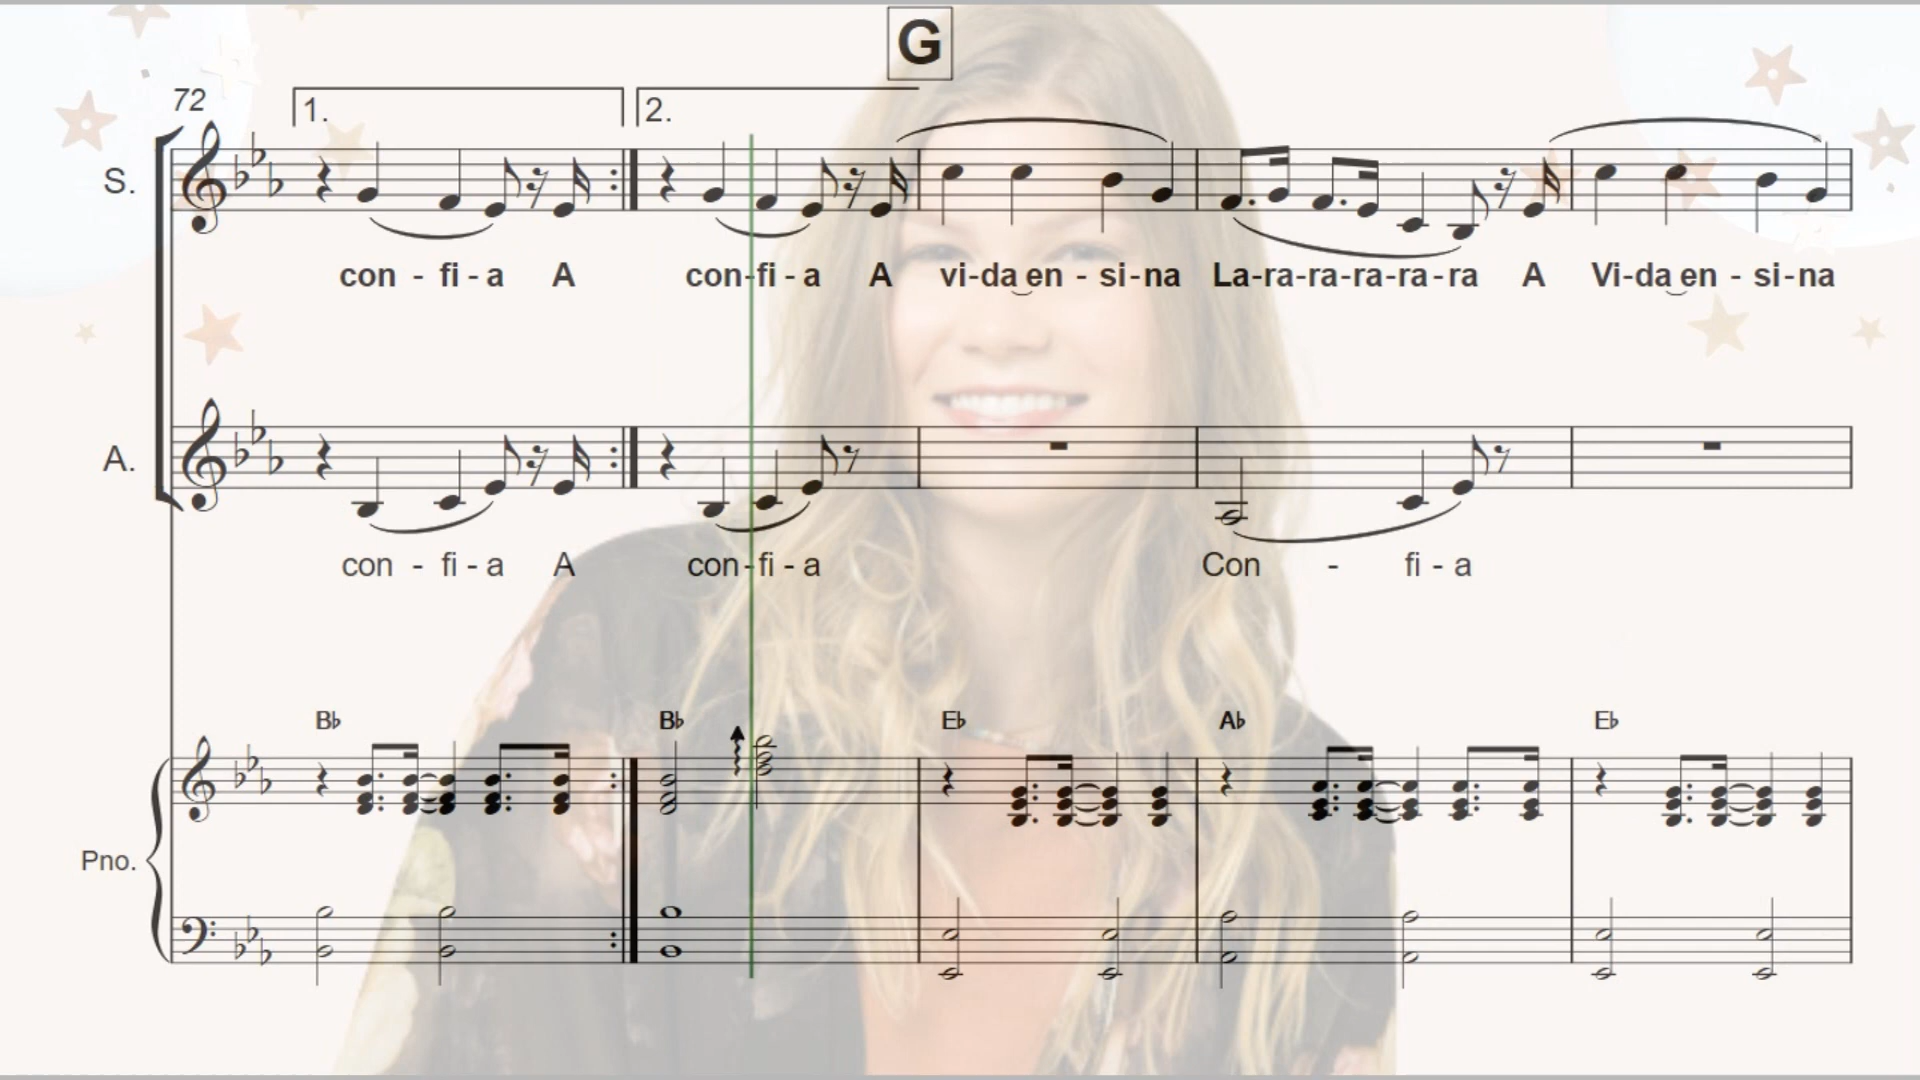 G
72
1. 2.
S.
con - fi - a A con-fi - a A vi-da en - si-na La-ra-ra-ra-ra-ra A Vi-da en - si-na
A.
con - fi - a A con-fi - a Con - fi - a
B♭ B♭ E♭ A♭ E♭
Pno.